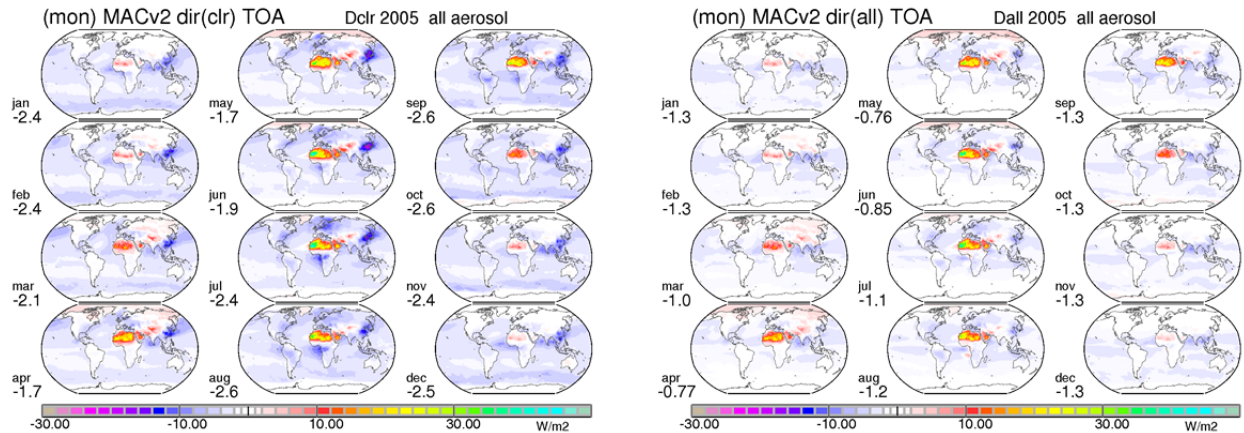 (mon) MACv2 dir(clr) TOA Dclr 2005 all aerosol
jan
-2.4
may
-1.7
sep
-2.6
feb
-2.4
jun
-1.9
oct
-2.6
mar
-2.1
jul
-2.4
nov
-2.4
apr
-1.7
aug
-2.6
dec
-2.5
-30.00 -10.00 10.00 30.00 W/m2
(mon) MACv2 dir(all) TOA Dall 2005 all aerosol
jan
-1.3
may
-0.76
sep
-1.3
feb
-1.3
jun
-0.85
oct
-1.3
mar
-1.0
jul
-1.1
nov
-1.3
apr
-0.77
aug
-1.2
dec
-1.3
-30.00 -10.00 10.00 30.00 W/m2